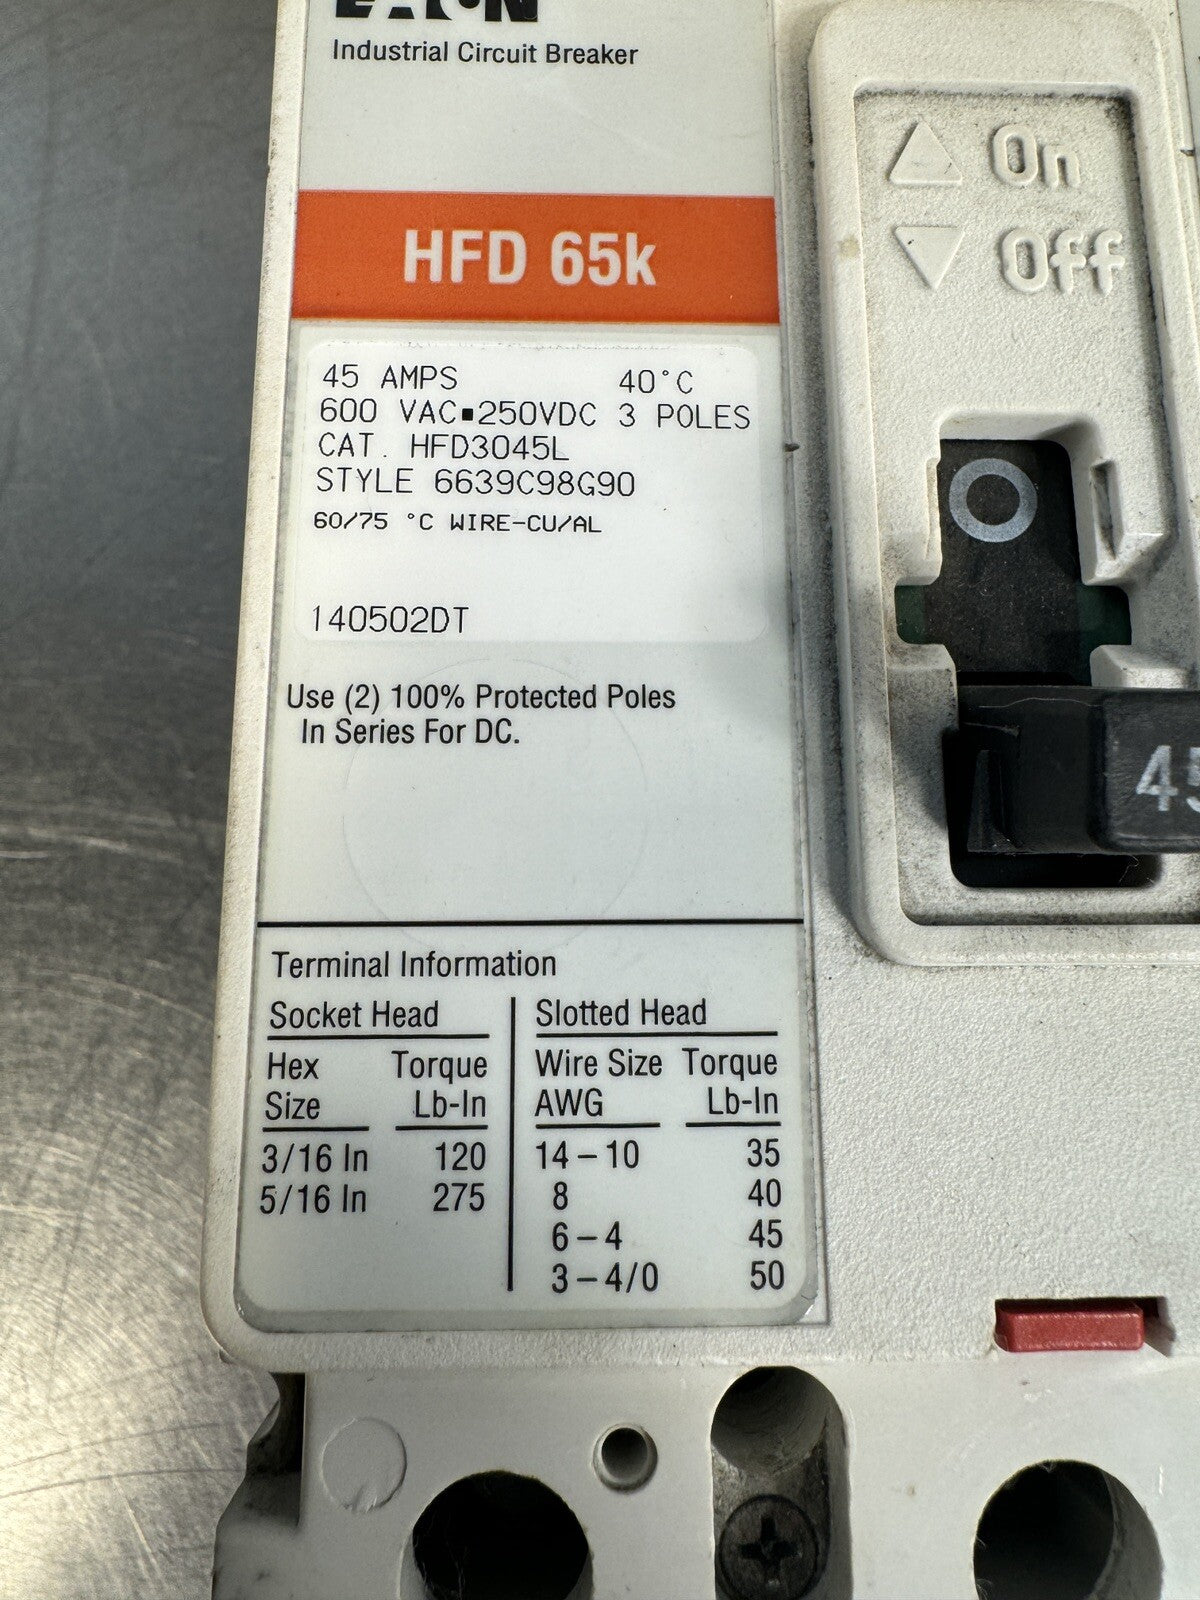 EATON
Industrial Circuit Breaker
HFD 65k
45 AMPS 40°C
600 VAC▪250VDC 3 POLES
CAT. HFD3045L
STYLE 6639C98G90
60/75 °C WIRE-CU/AL
140502DT
Use (2) 100% Protected Poles
In Series For DC.
Terminal Information
Socket Head
Hex Torque
Size Lb-In
3/16 In 120
5/16 In 275
Slotted Head
Wire Size Torque
AWG Lb-In
14 – 10 35
8 40
6 – 4 45
3 – 4/0 50
On
Off
O
45